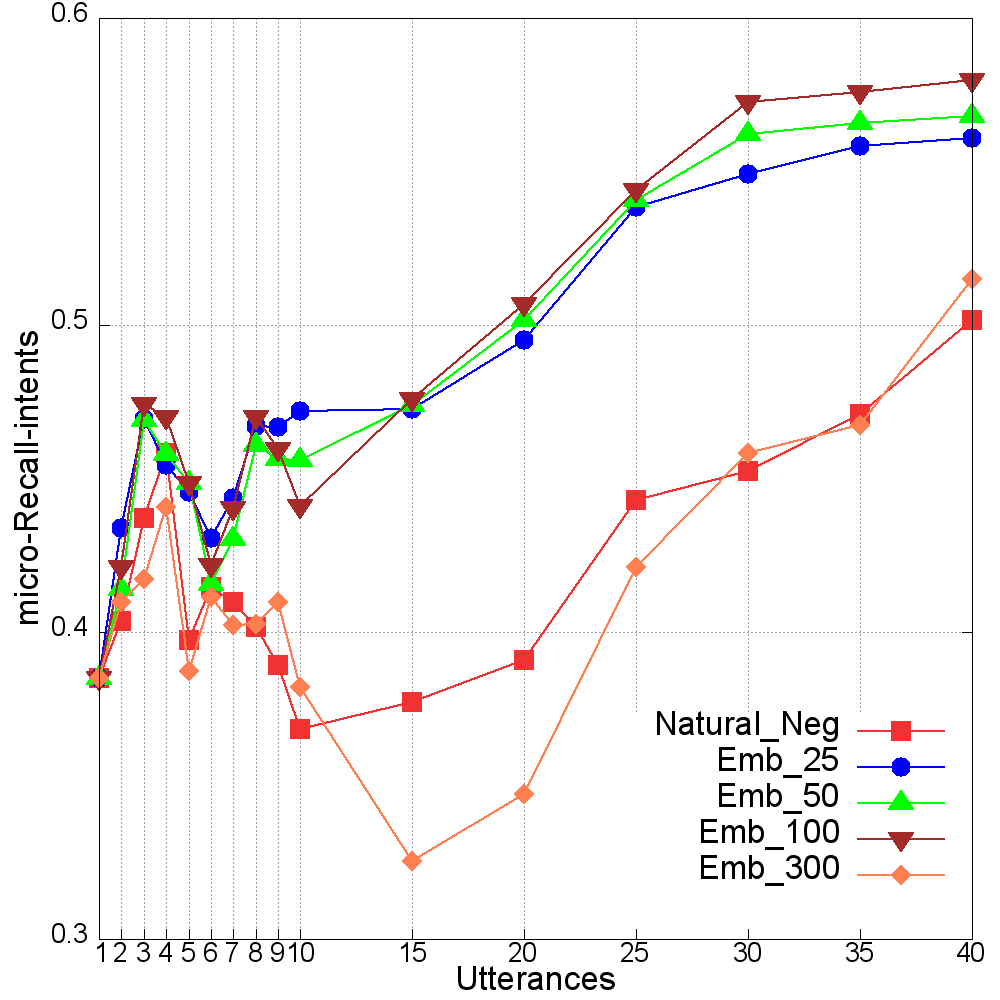 0.6
0.5
0.4
0.3
micro-Recall-intents
Natural_Neg
Emb_25
Emb_50
Emb_100
Emb_300
1 2 3 4 5 6 7 8 9 10 15 20 25 30 35 40
Utterances